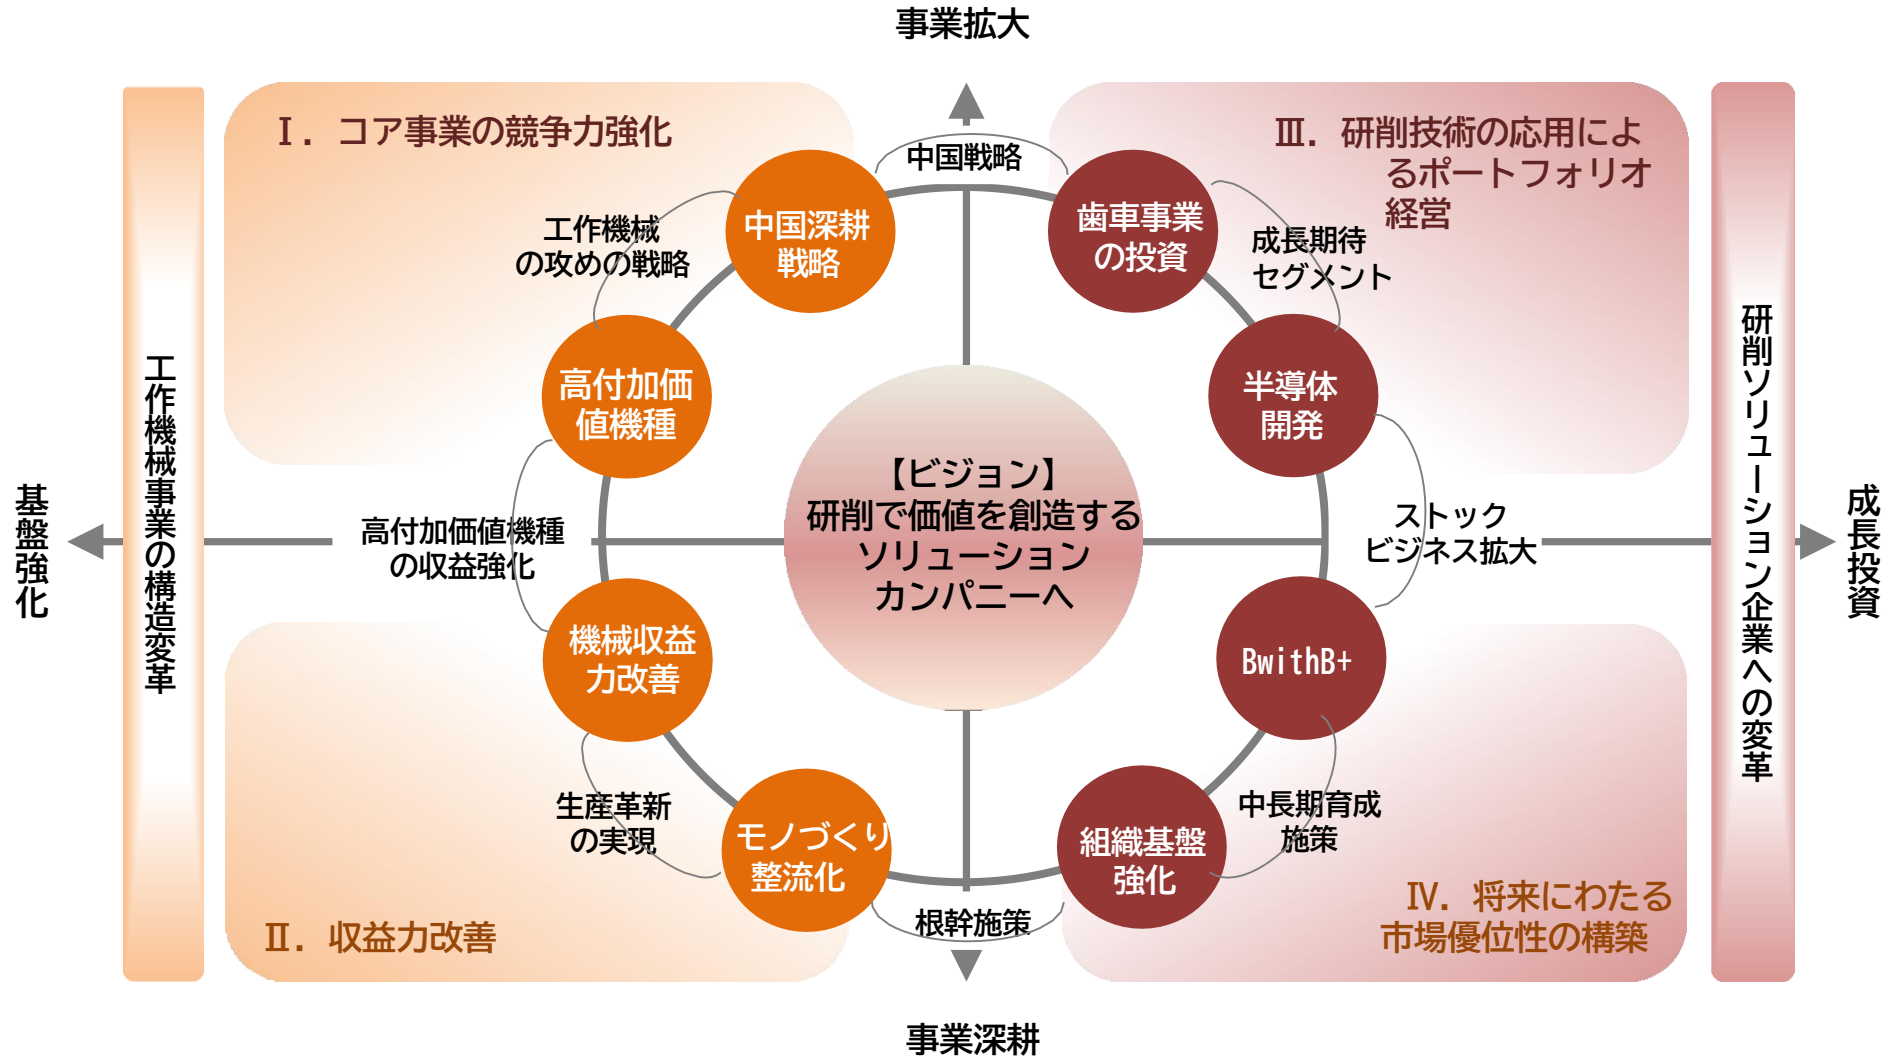 事業拡大
Ⅰ. コア事業の競争力強化
Ⅲ. 研削技術の応用によ
るポートフォリオ
経営
中国戦略
中国深耕
戦略
歯車事業
の投資
工作機械
の攻めの戦略
成長期待
セグメント
高付加価
値機種
半導体
開発
工作機械事業の構造変革
研削ソリューション企業への変革
基盤強化
成長投資
【ビジョン】
研削で価値を創造する
ソリューション
カンパニーへ
高付加価値機種
の収益強化
ストック
ビジネス拡大
機械収益
力改善
BwithB+
生産革新
の実現
中長期育成
施策
モノづくり
整流化
組織基盤
強化
根幹施策
Ⅱ. 収益力改善
Ⅳ. 将来にわたる
市場優位性の構築
事業深耕